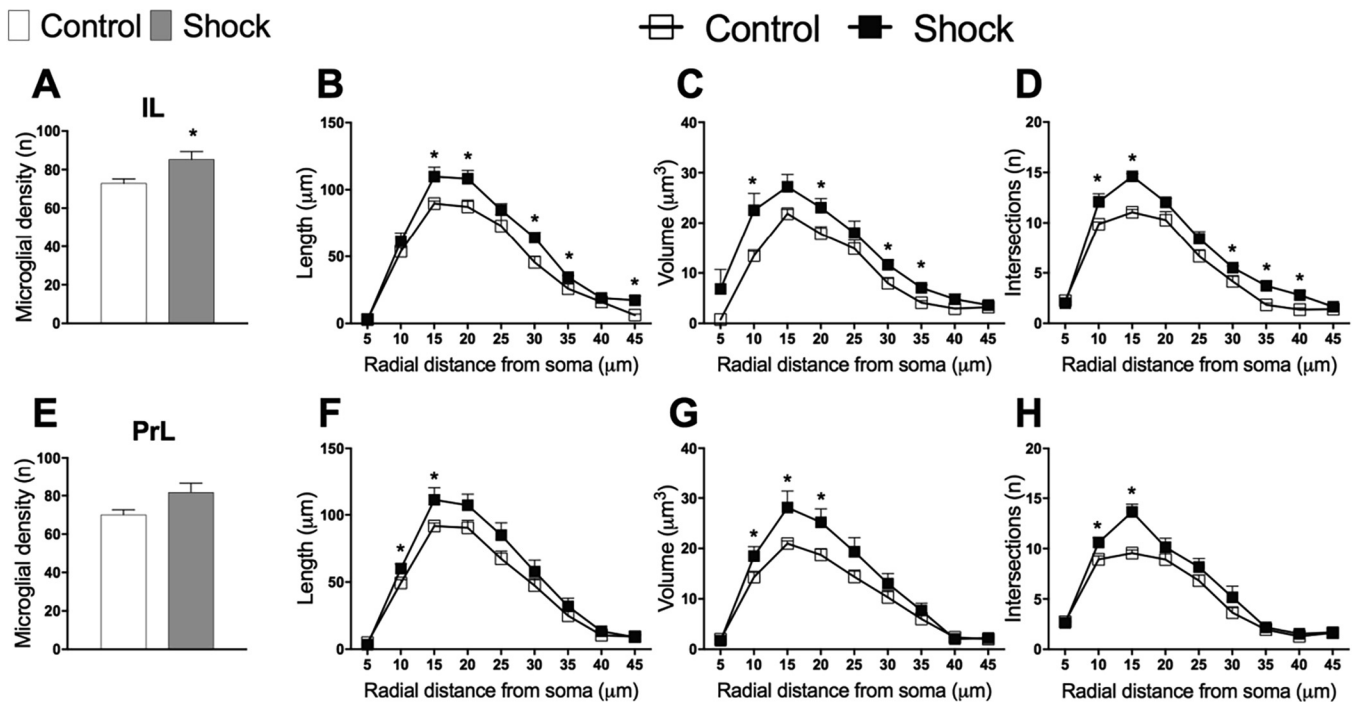 Control Shock
Control Shock
A
IL
Microglial density (n)
100
80
60
40
20
0
*
B
Length (μm)
150
100
50
0
* * * * *
5 10 15 20 25 30 35 40 45
Radial distance from soma (μm)
C
Volume (μm3)
40
30
20
10
0
* * * *
5 10 15 20 25 30 35 40 45
Radial distance from soma (μm)
D
Intersections (n)
20
15
10
5
0
* * * * *
5 10 15 20 25 30 35 40 45
Radial distance from soma (μm)
E
PrL
Microglial density (n)
100
80
60
40
20
0
F
Length (μm)
150
100
50
0
* *
5 10 15 20 25 30 35 40 45
Radial distance from soma (μm)
G
Volume (μm3)
40
30
20
10
0
* * *
5 10 15 20 25 30 35 40 45
Radial distance from soma (μm)
H
Intersections (n)
20
15
10
5
0
* *
5 10 15 20 25 30 35 40 45
Radial distance from soma (μm)